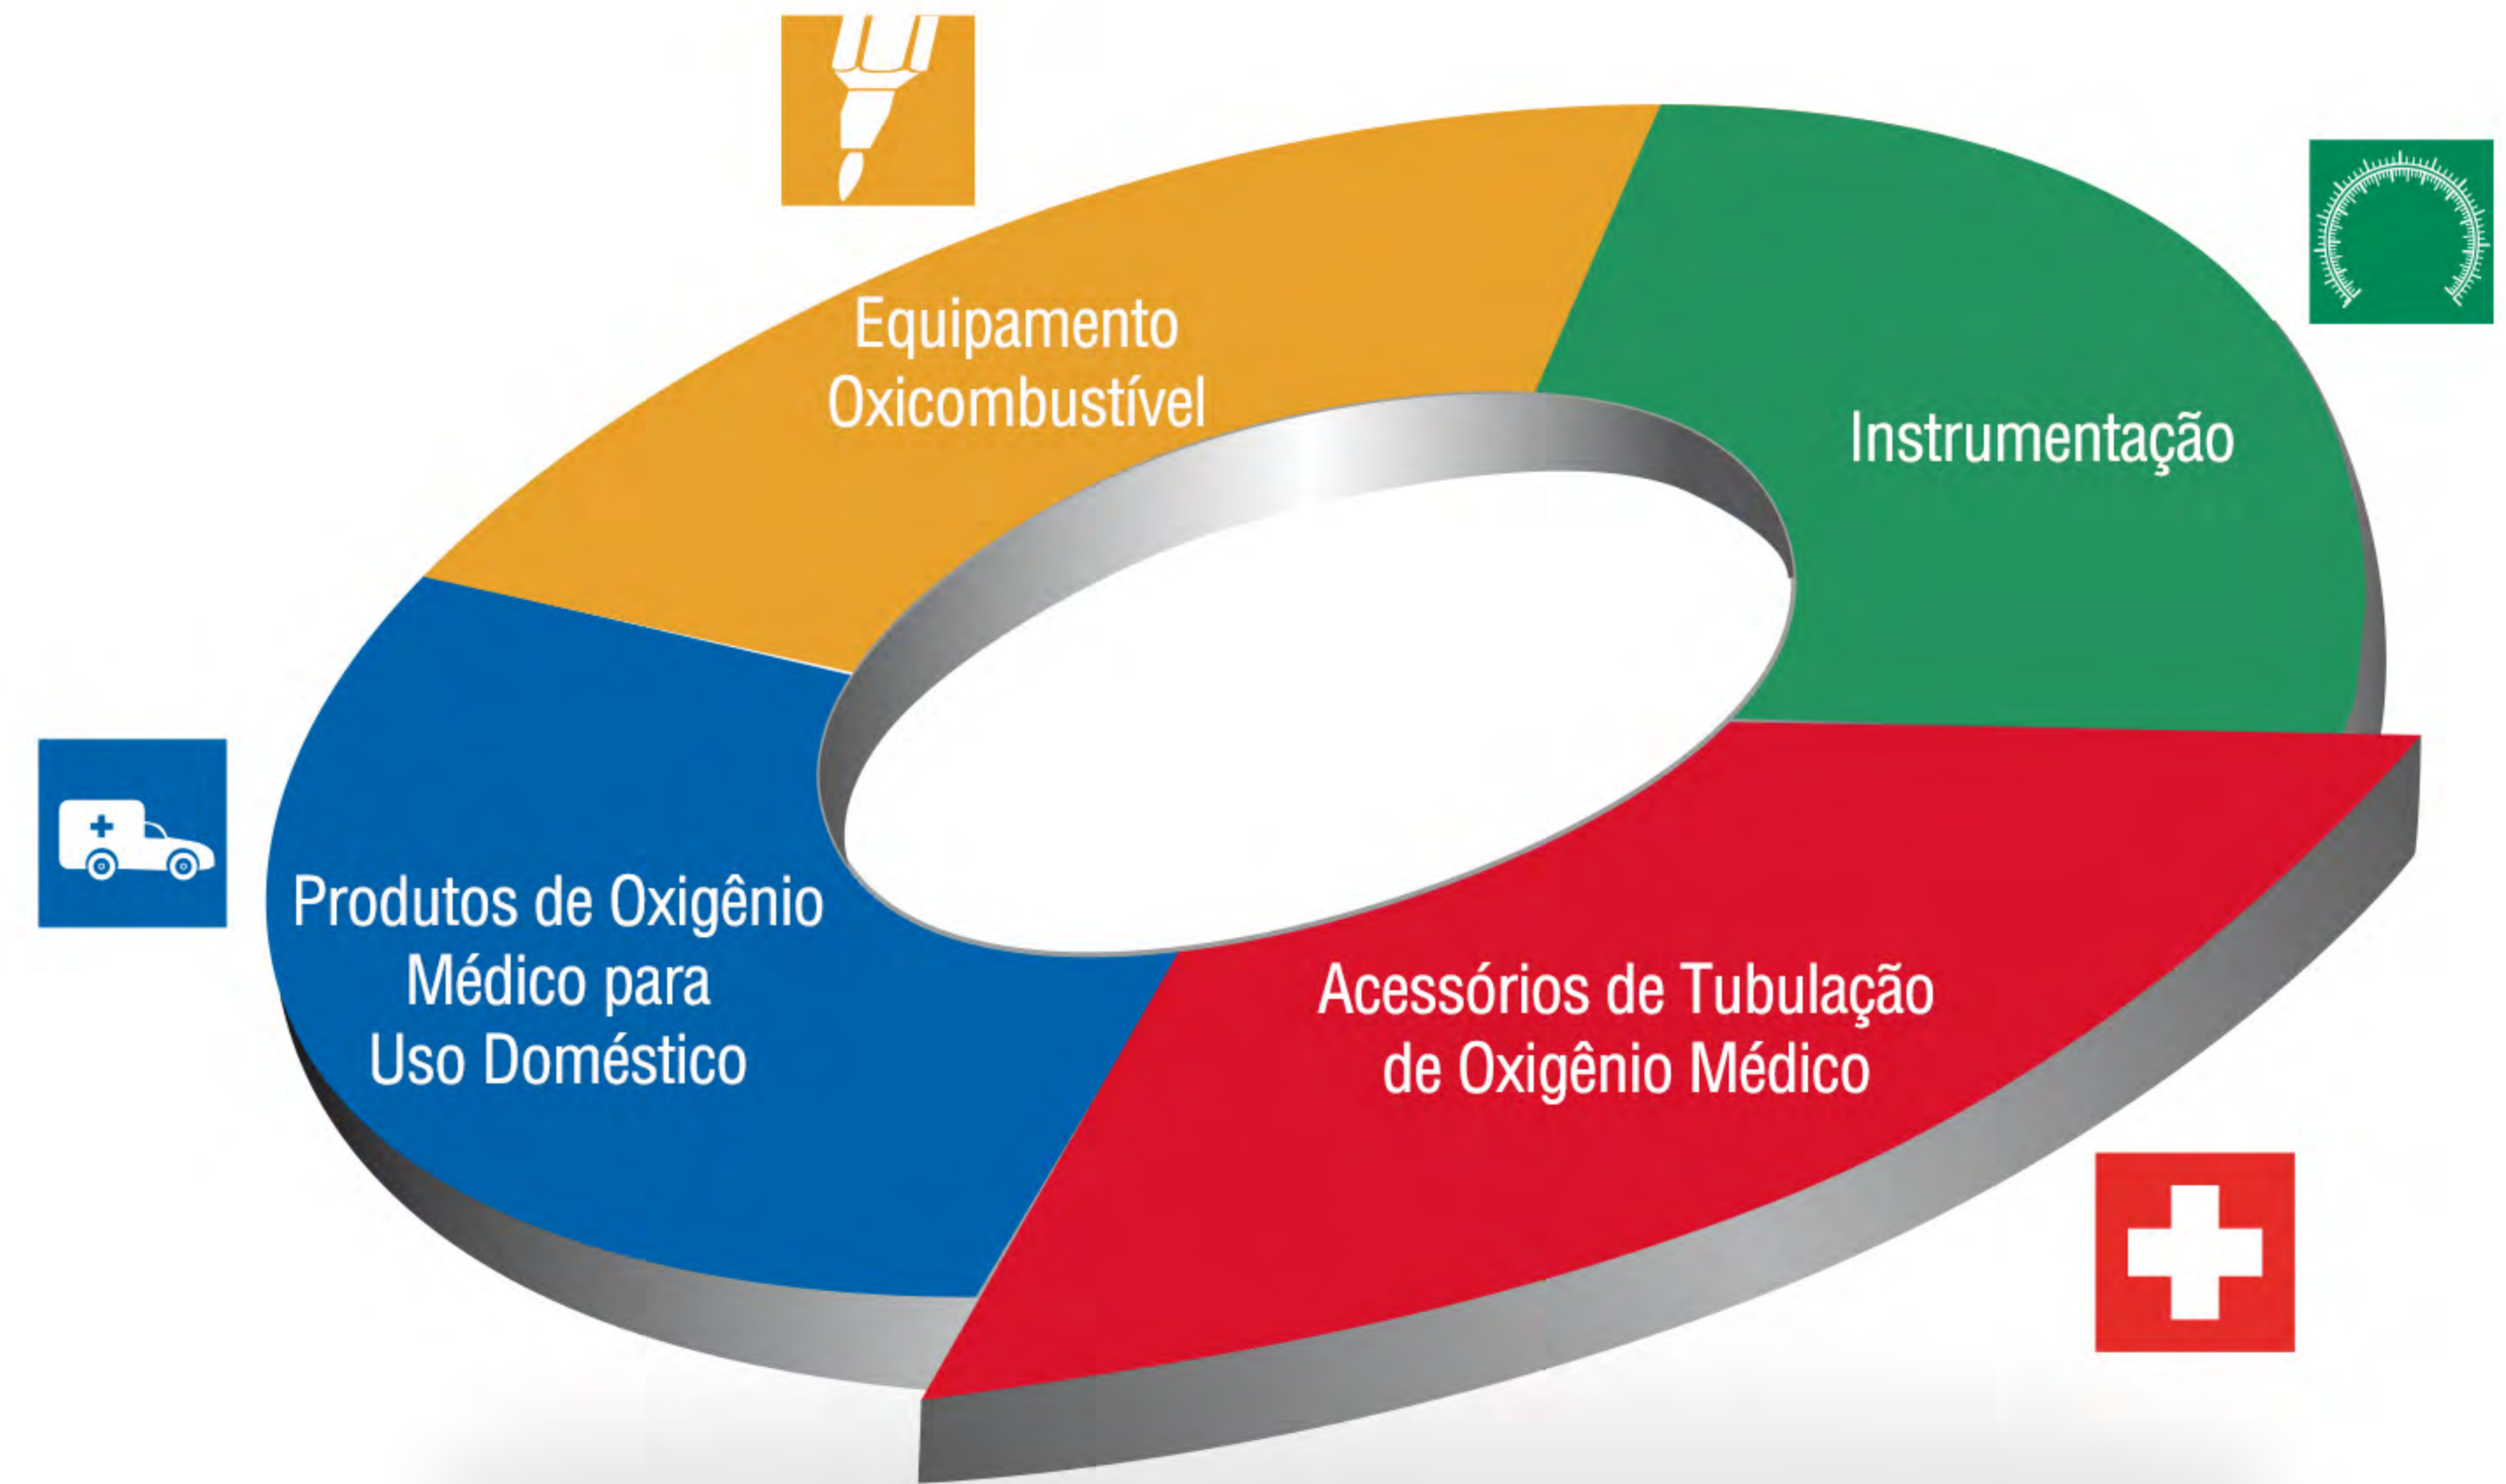 Equipamento
Oxicombustível
Instrumentação
Produtos de Oxigênio
Médico para
Uso Doméstico
Acessórios de Tubulação
de Oxigênio Médico